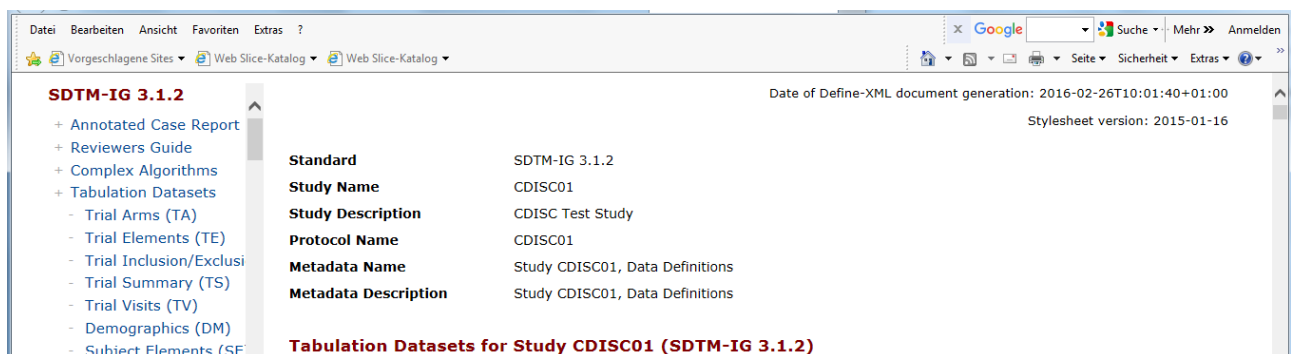 Datei Bearbeiten Ansicht Favoriten Extras ?
x Google Suche Mehr » Anmelden
Vorgeschlagene Sites Web Slice-Katalog Web Slice-Katalog
Seite Sicherheit Extras »
SDTM-IG 3.1.2
+ Annotated Case Report
+ Reviewers Guide
+ Complex Algorithms
+ Tabulation Datasets
- Trial Arms (TA)
- Trial Elements (TE)
- Trial Inclusion/Exclusi
- Trial Summary (TS)
- Trial Visits (TV)
- Demographics (DM)
- Subject Elements (SE)
Date of Define-XML document generation: 2016-02-26T10:01:40+01:00
Stylesheet version: 2015-01-16
Standard SDTM-IG 3.1.2
Study Name CDISC01
Study Description CDISC Test Study
Protocol Name CDISC01
Metadata Name Study CDISC01, Data Definitions
Metadata Description Study CDISC01, Data Definitions
Tabulation Datasets for Study CDISC01 (SDTM-IG 3.1.2)